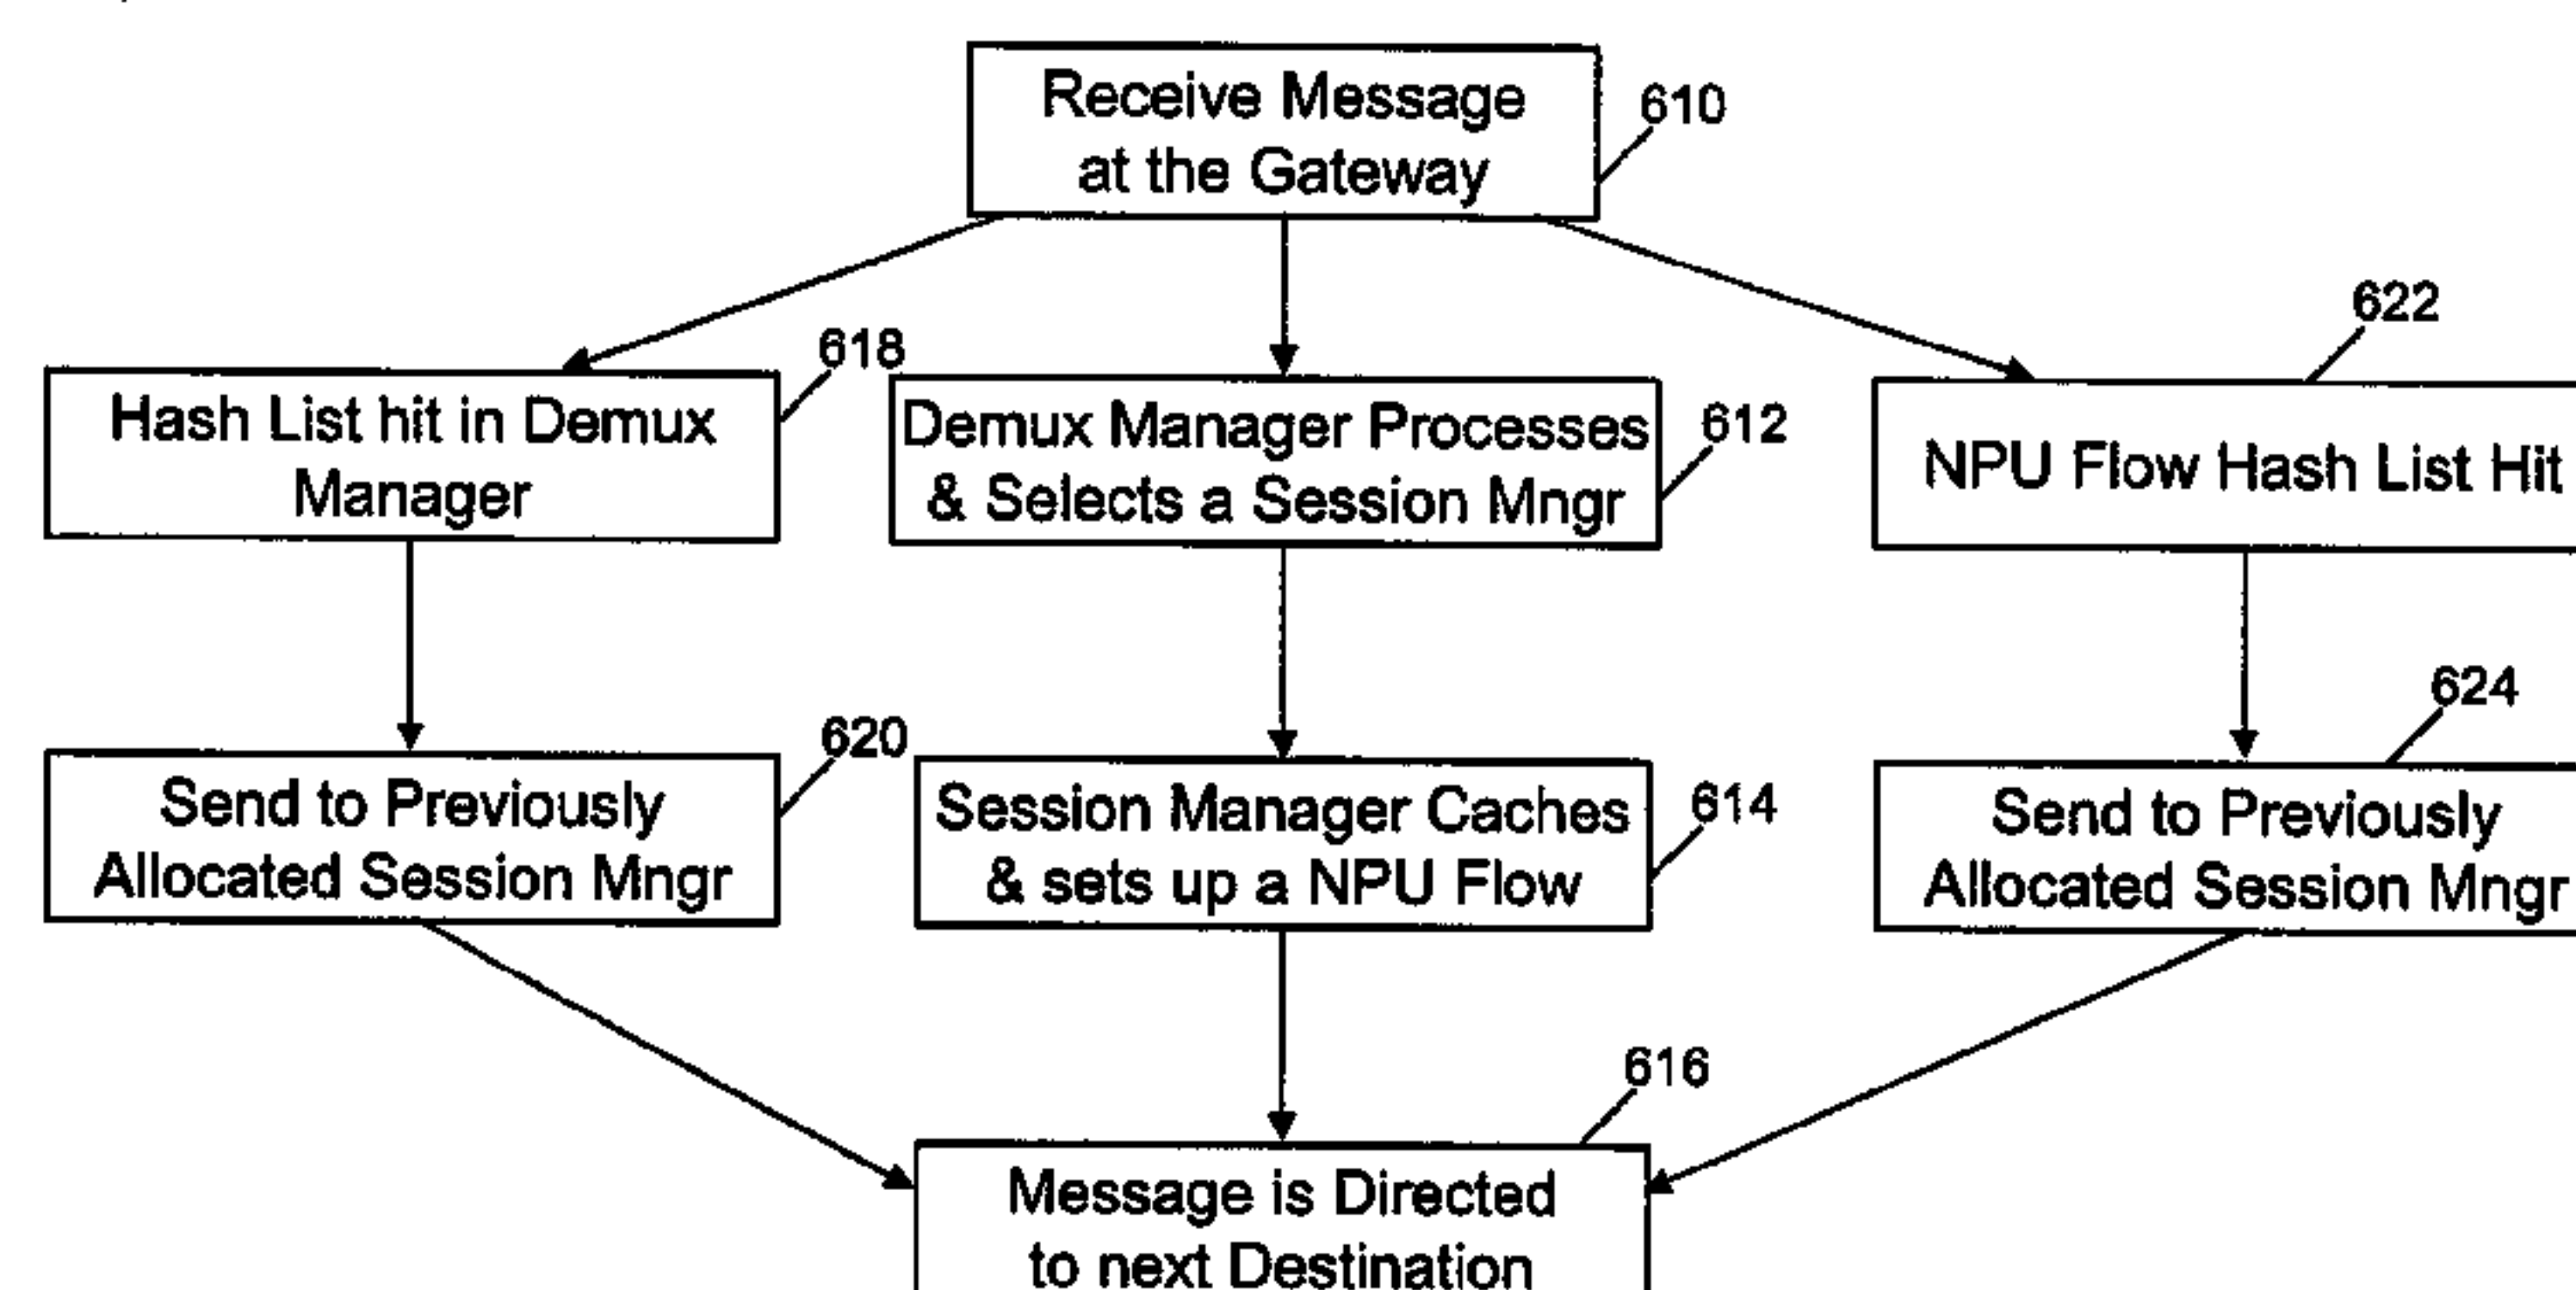 Receive Message
at the Gateway
610
618
622
Hash List hit in Demux
Manager
Demux Manager Processes
& Selects a Session Mngr
612
NPU Flow Hash List Hit
620
624
Send to Previously
Allocated Session Mngr
Session Manager Caches
& sets up a NPU Flow
614
Send to Previously
Allocated Session Mngr
616
Message is Directed
to next Destination